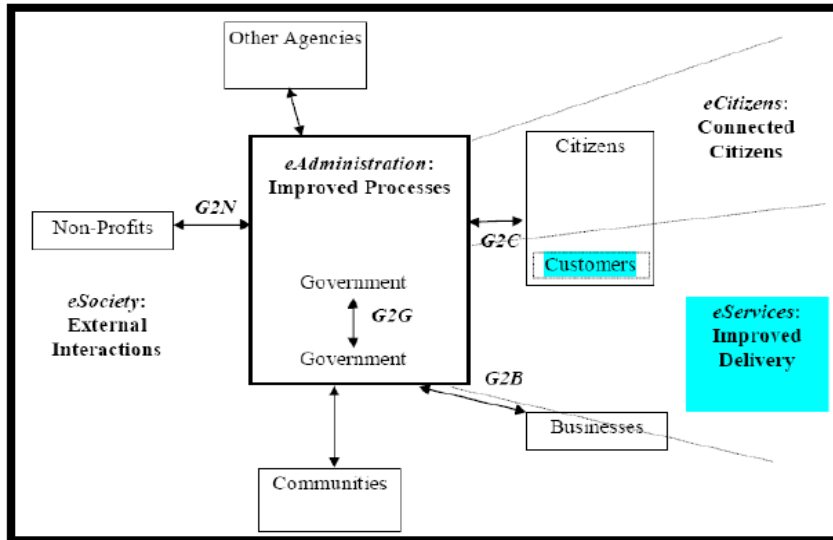 Other Agencies
eCitizens:
Connected
Citizens
Citizens
eAdministration:
Improved Processes
G2N
Non-Profits
G2C
Customers
Government
G2G
Government
eSociety:
External
Interactions
eServices:
Improved
Delivery
G2B
Businesses
Communities